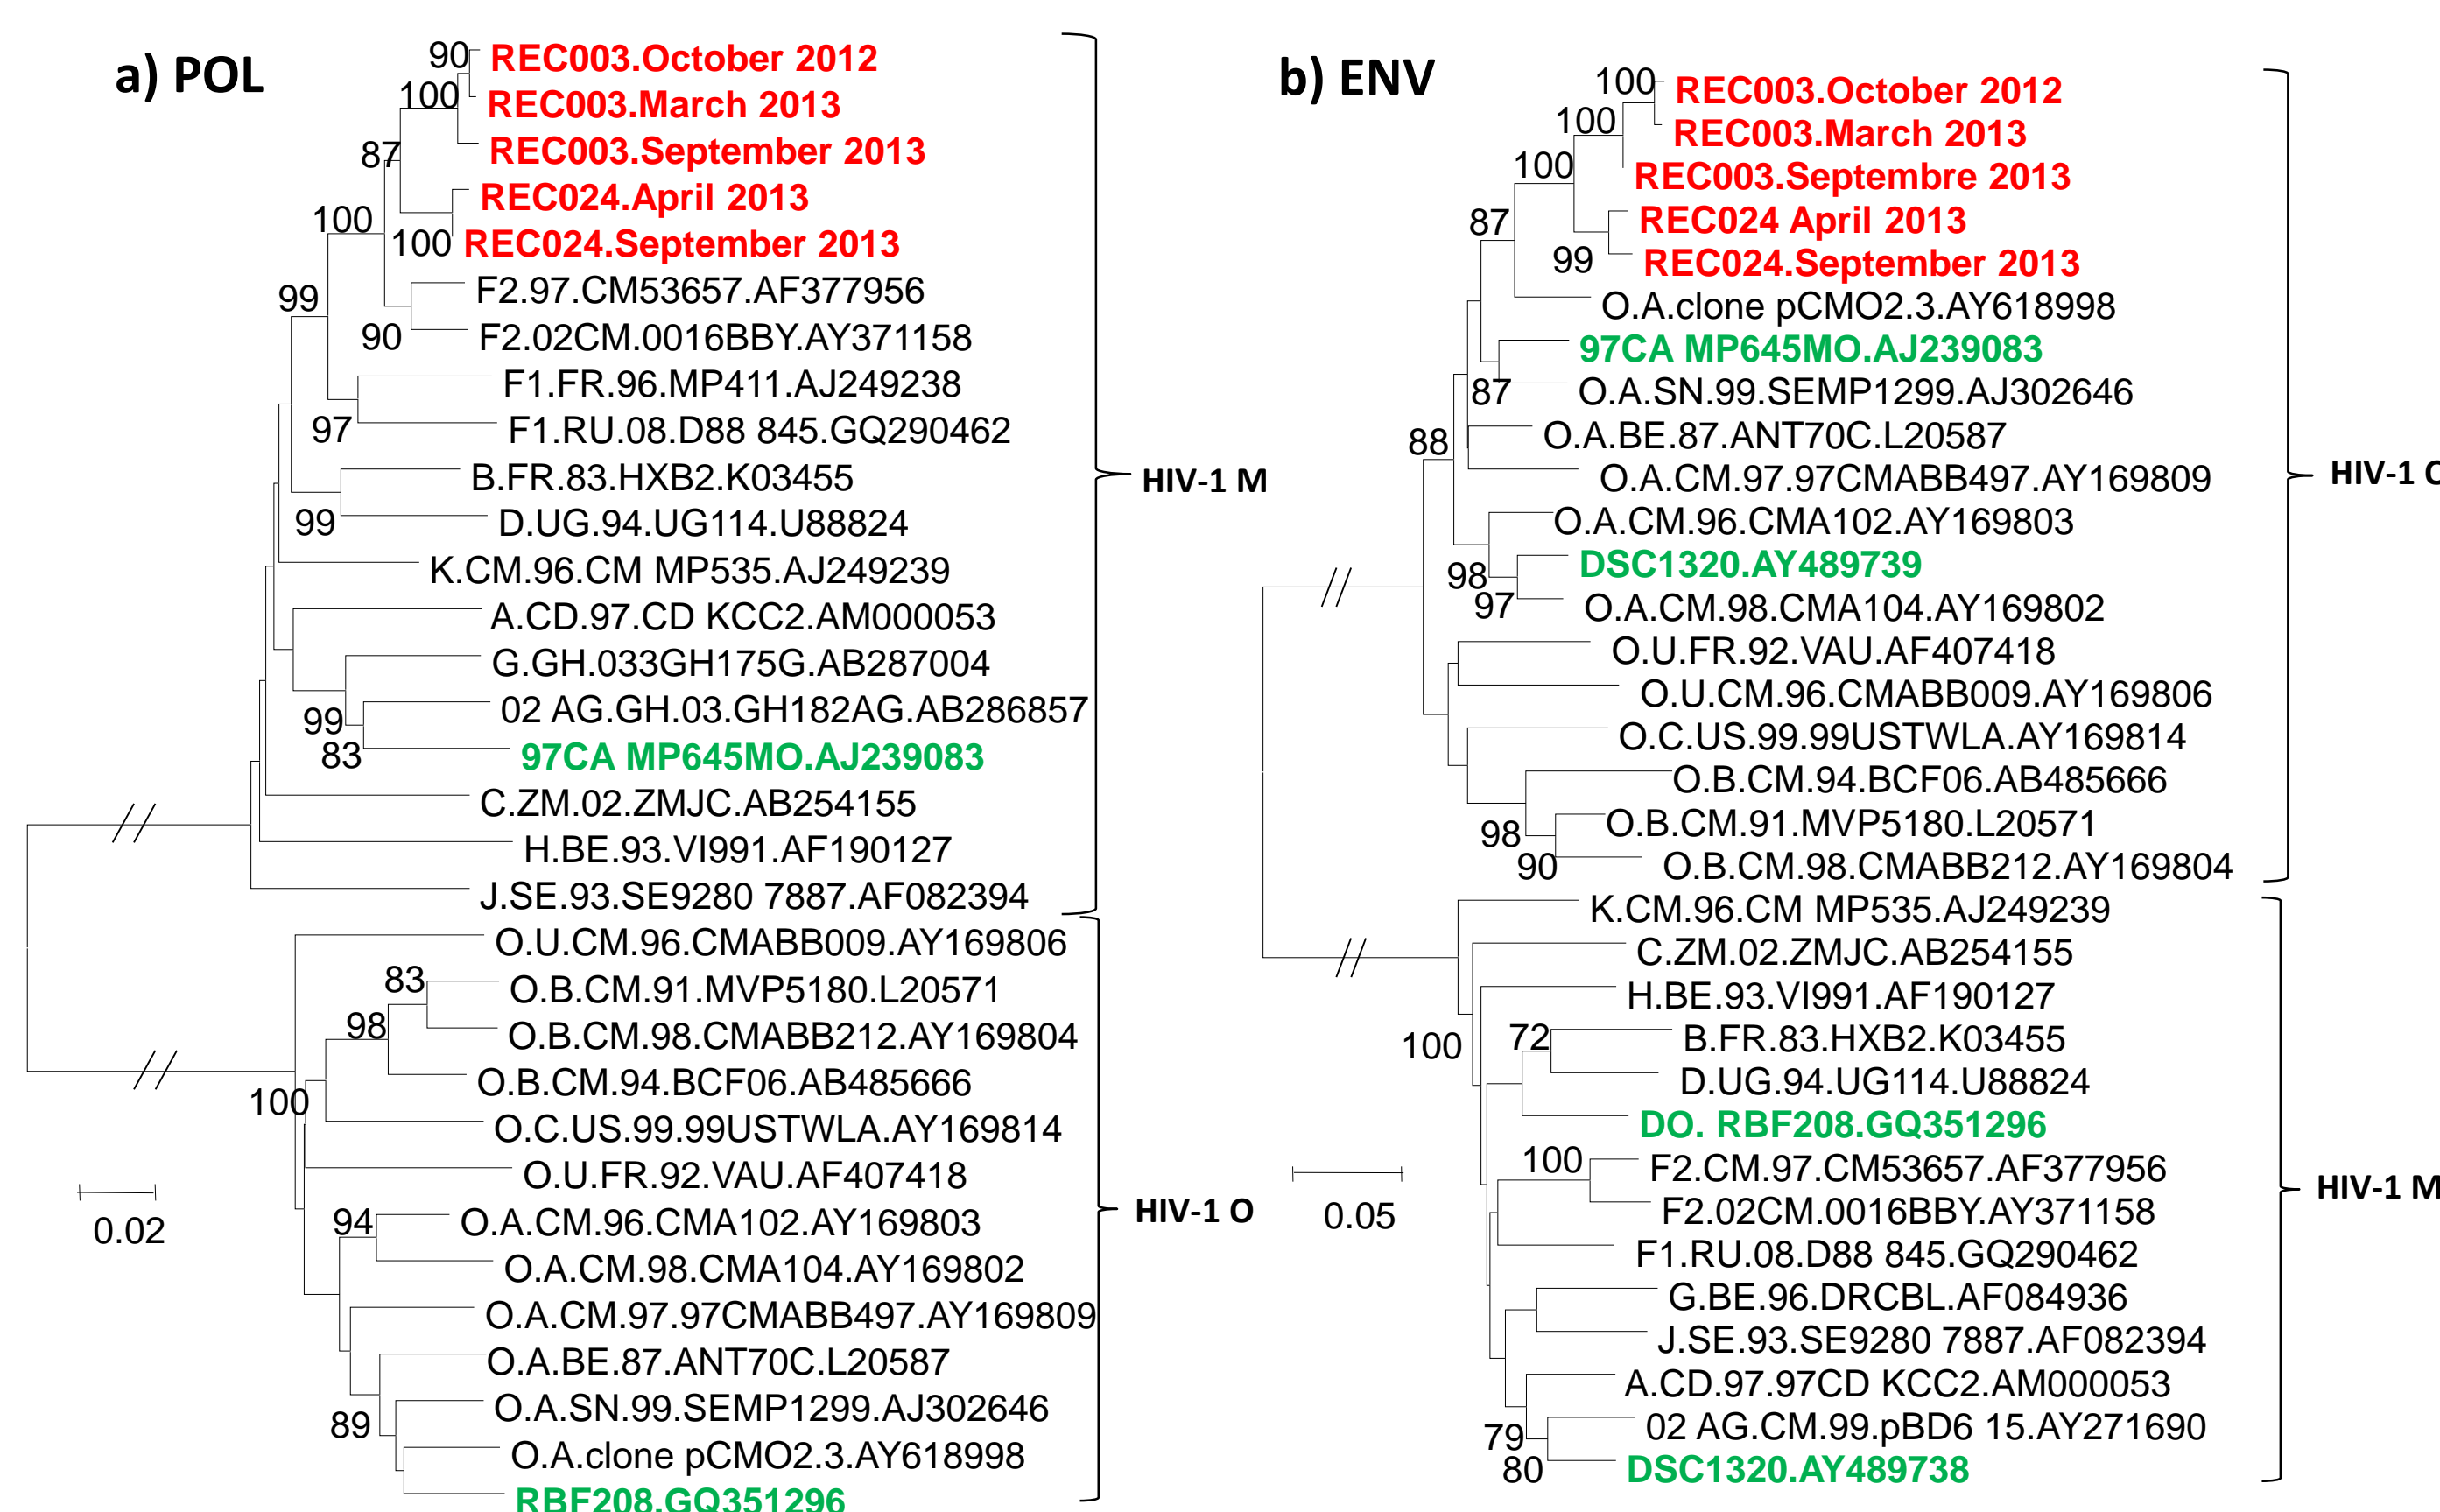 a) POL
90
REC003.October 2012
100
REC003.March 2013
87
REC003.September 2013
REC024.April 2013
100
100
REC024.September 2013
99
F2.97.CM53657.AF377956
90
F2.02CM.0016BBY.AY371158
F1.FR.96.MP411.AJ249238
97
F1.RU.08.D88 845.GQ290462
B.FR.83.HXB2.K03455
HIV-1 M
99
D.UG.94.UG114.U88824
K.CM.96.CM MP535.AJ249239
A.CD.97.CD KCC2.AM000053
G.GH.033GH175G.AB287004
99
02 AG.GH.03.GH182AG.AB286857
83
97CA MP645MO.AJ239083
C.ZM.02.ZMJC.AB254155
H.BE.93.VI991.AF190127
J.SE.93.SE9280 7887.AF082394
O.U.CM.96.CMABB009.AY169806
83
O.B.CM.91.MVP5180.L20571
98
O.B.CM.98.CMABB212.AY169804
O.B.CM.94.BCF06.AB485666
100
O.C.US.99.99USTWLA.AY169814
O.U.FR.92.VAU.AF407418
0.02
94
O.A.CM.96.CMA102.AY169803
HIV-1 O
O.A.CM.98.CMA104.AY169802
O.A.CM.97.97CMABB497.AY169809
O.A.BE.87.ANT70C.L20587
O.A.SN.99.SEMP1299.AJ302646
89
O.A.clone pCMO2.3.AY618998
RBF208.GQ351296
b) ENV
100
REC003.October 2012
100
REC003.March 2013
100
REC003.Septembre 2013
87
REC024 April 2013
99
REC024.September 2013
O.A.clone pCMO2.3.AY618998
97CA MP645MO.AJ239083
87
O.A.SN.99.SEMP1299.AJ302646
88
O.A.BE.87.ANT70C.L20587
O.A.CM.97.97CMABB497.AY169809
HIV-1
O.A.CM.96.CMA102.AY169803
98
DSC1320.AY489739
97
O.A.CM.98.CMA104.AY169802
O.U.FR.92.VAU.AF407418
O.U.CM.96.CMABB009.AY169806
O.C.US.99.99USTWLA.AY169814
O.B.CM.94.BCF06.AB485666
98
O.B.CM.91.MVP5180.L20571
90
O.B.CM.98.CMABB212.AY169804
K.CM.96.CM MP535.AJ249239
C.ZM.02.ZMJC.AB254155
H.BE.93.VI991.AF190127
100
72
B.FR.83.HXB2.K03455
D.UG.94.UG114.U88824
DO. RBF208.GQ351296
100
F2.CM.97.CM53657.AF377956
HIV-1 M
0.05
F2.02CM.0016BBY.AY371158
F1.RU.08.D88 845.GQ290462
G.BE.96.DRCBL.AF084936
J.SE.93.SE9280 7887.AF082394
A.CD.97.97CD KCC2.AM000053
79
02 AG.CM.99.pBD6 15.AY271690
80
DSC1320.AY489738